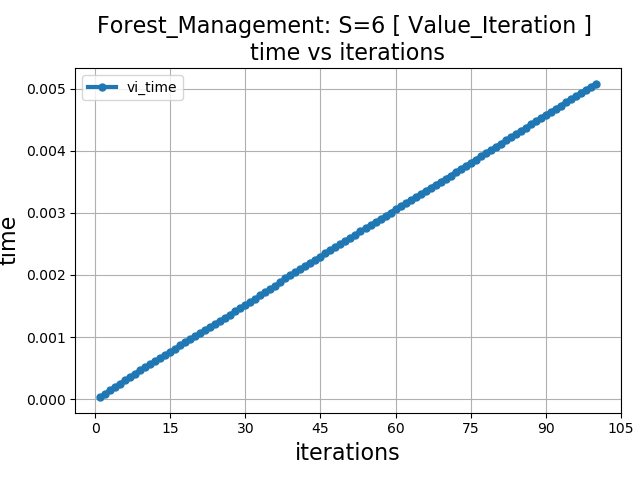 Forest_Management: S=6 [ Value_Iteration ]
time vs iterations
vi_time
0.005
0.004
0.003
0.002
0.001
0.000
time
0 15 30 45 60 75 90 105
iterations